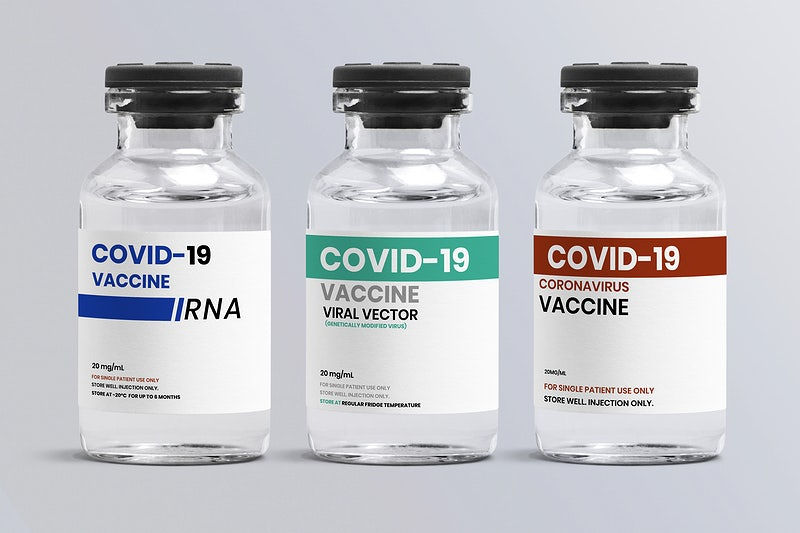 COVID-19
VACCINE
RNA
20 mg/mL
FOR SINGLE PATIENT USE ONLY
STORE WELL. INJECTION ONLY.
STORE AT -20°C FOR UP TO 6 MONTHS
COVID-19
VACCINE
VIRAL VECTOR
(GENETICALLY MODIFIED VIRUS)
20 mg/mL
FOR SINGLE PATIENT USE ONLY
STORE WELL. INJECTION ONLY.
STORE AT REGULAR FRIDGE TEMPERATURE
COVID-19
CORONAVIRUS
VACCINE
20MG/ML
FOR SINGLE PATIENT USE ONLY
STORE WELL. INJECTION ONLY.